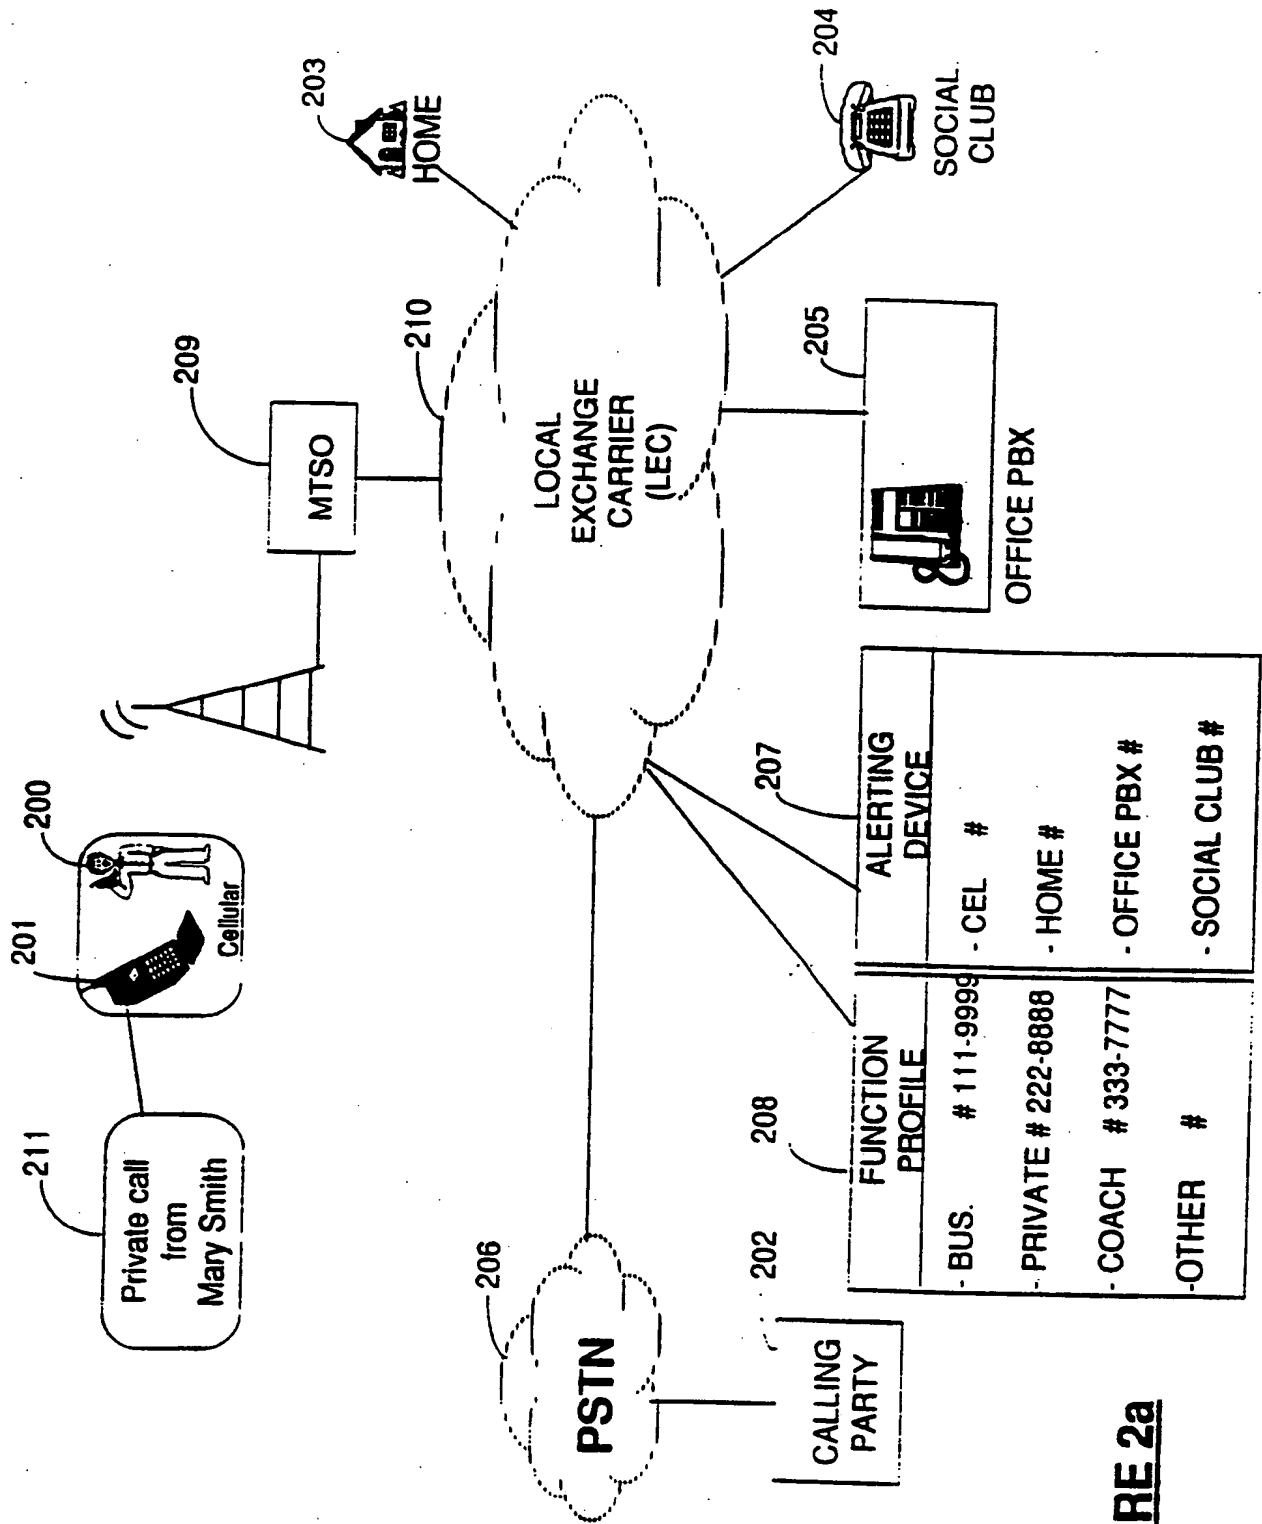 211
Private call
from
Mary Smith
201
200
Cellular
209
MTSO
203
HOME
206
PSTN
210
LOCAL
EXCHANGE
CARRIER
(LEC)
202
CALLING
PARTY
208
FUNCTION
PROFILE
- BUS. # 111-9999
- PRIVATE # 222-8888
- COACH # 333-7777
-OTHER #
207
ALERTING
DEVICE
- CEL #
- HOME #
- OFFICE PBX #
- SOCIAL CLUB #
205
OFFICE PBX
204
SOCIAL
CLUB
RE 2a